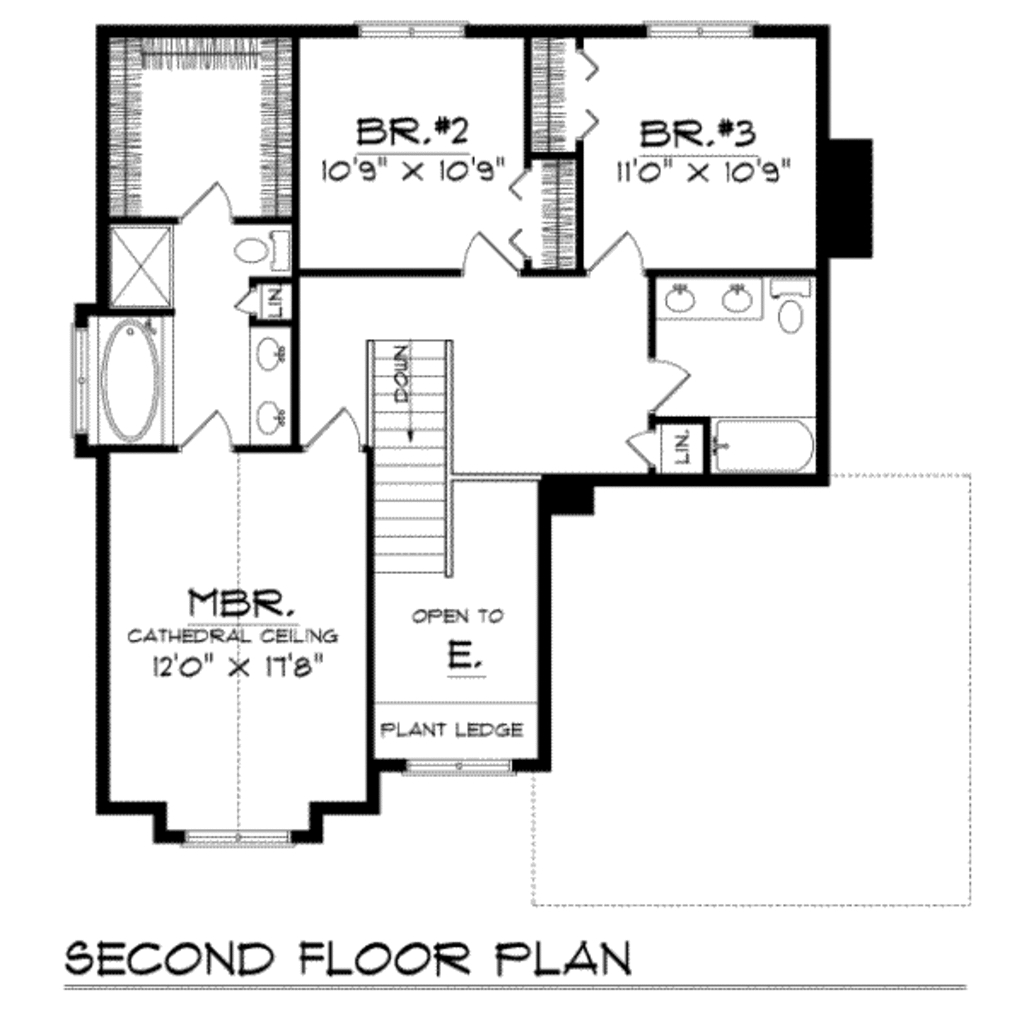 BR.#2
10'9" X 10'9"
BR.#3
11'0" X 10'9"
LIN.
DOWN
LIN.
MBR.
CATHEDRAL CEILING
12'0" X 17'8"
OPEN TO
E.
PLANT LEDGE
SECOND FLOOR PLAN